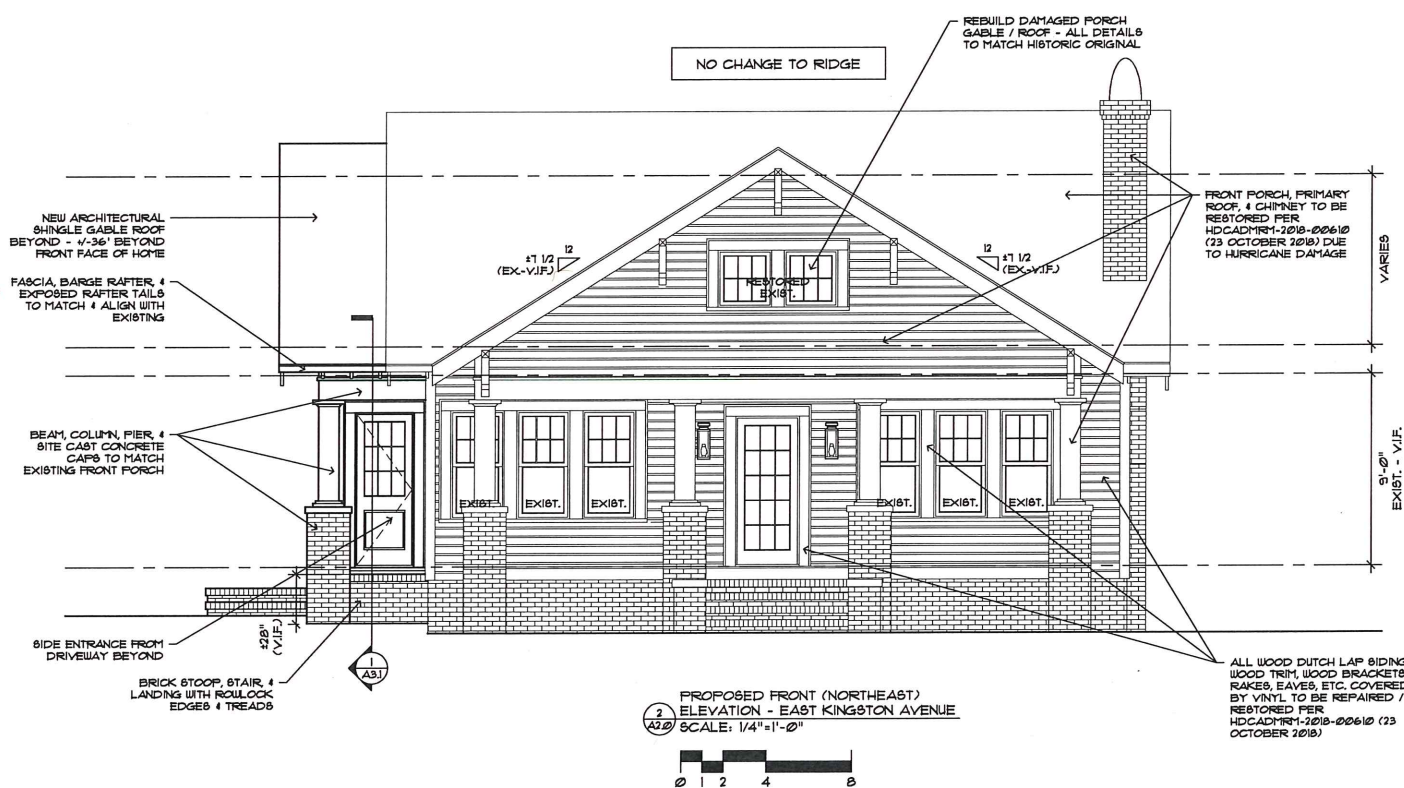 REBUILD DAMAGED PORCH
GABLE / ROOF - ALL DETAILS
TO MATCH HISTORIC ORIGINAL
NO CHANGE TO RIDGE
NEW ARCHITECTURAL
SHINGLE GABLE ROOF
BEYOND - +/-36' BEYOND
FRONT FACE OF HOME
FASCIA, BARGE RAFTER, &
EXPOSED RAFTER TAILS
TO MATCH & ALIGN WITH
EXISTING
12
±7 1/2
(EX.-V.I.F.)
RESTORED
EXIST.
12
±7 1/2
(EX.-V.I.F.)
FRONT PORCH, PRIMARY
ROOF, & CHIMNEY TO BE
RESTORED PER
HDCADMRM-2018-00610
(23 OCTOBER 2018) DUE
TO HURRICANE DAMAGE
VARIES
BEAM, COLUMN, PIER, &
SITE CAST CONCRETE
CAPS TO MATCH
EXISTING FRONT PORCH
EXIST.
EXIST.
EXIST.
EXIST.
EXIST.
EXIST.
9'-0"
EXIST. - V.I.F.
±28"
(V.I.F.)
SIDE ENTRANCE FROM
DRIVEWAY BEYOND
1
A3.1
BRICK STOOP, STAIR, &
LANDING WITH ROWLOCK
EDGES & TREADS
ALL WOOD DUTCH LAP SIDING
WOOD TRIM, WOOD BRACKETS
RAKES, EAVES, ETC. COVERED
BY VINYL TO BE REPAIRED /
RESTORED PER
HDCADMRM-2018-00610 (23
OCTOBER 2018)
2
A2.0
PROPOSED FRONT (NORTHEAST)
ELEVATION - EAST KINGSTON AVENUE
SCALE: 1/4"=1'-0"
0 1 2 4 8